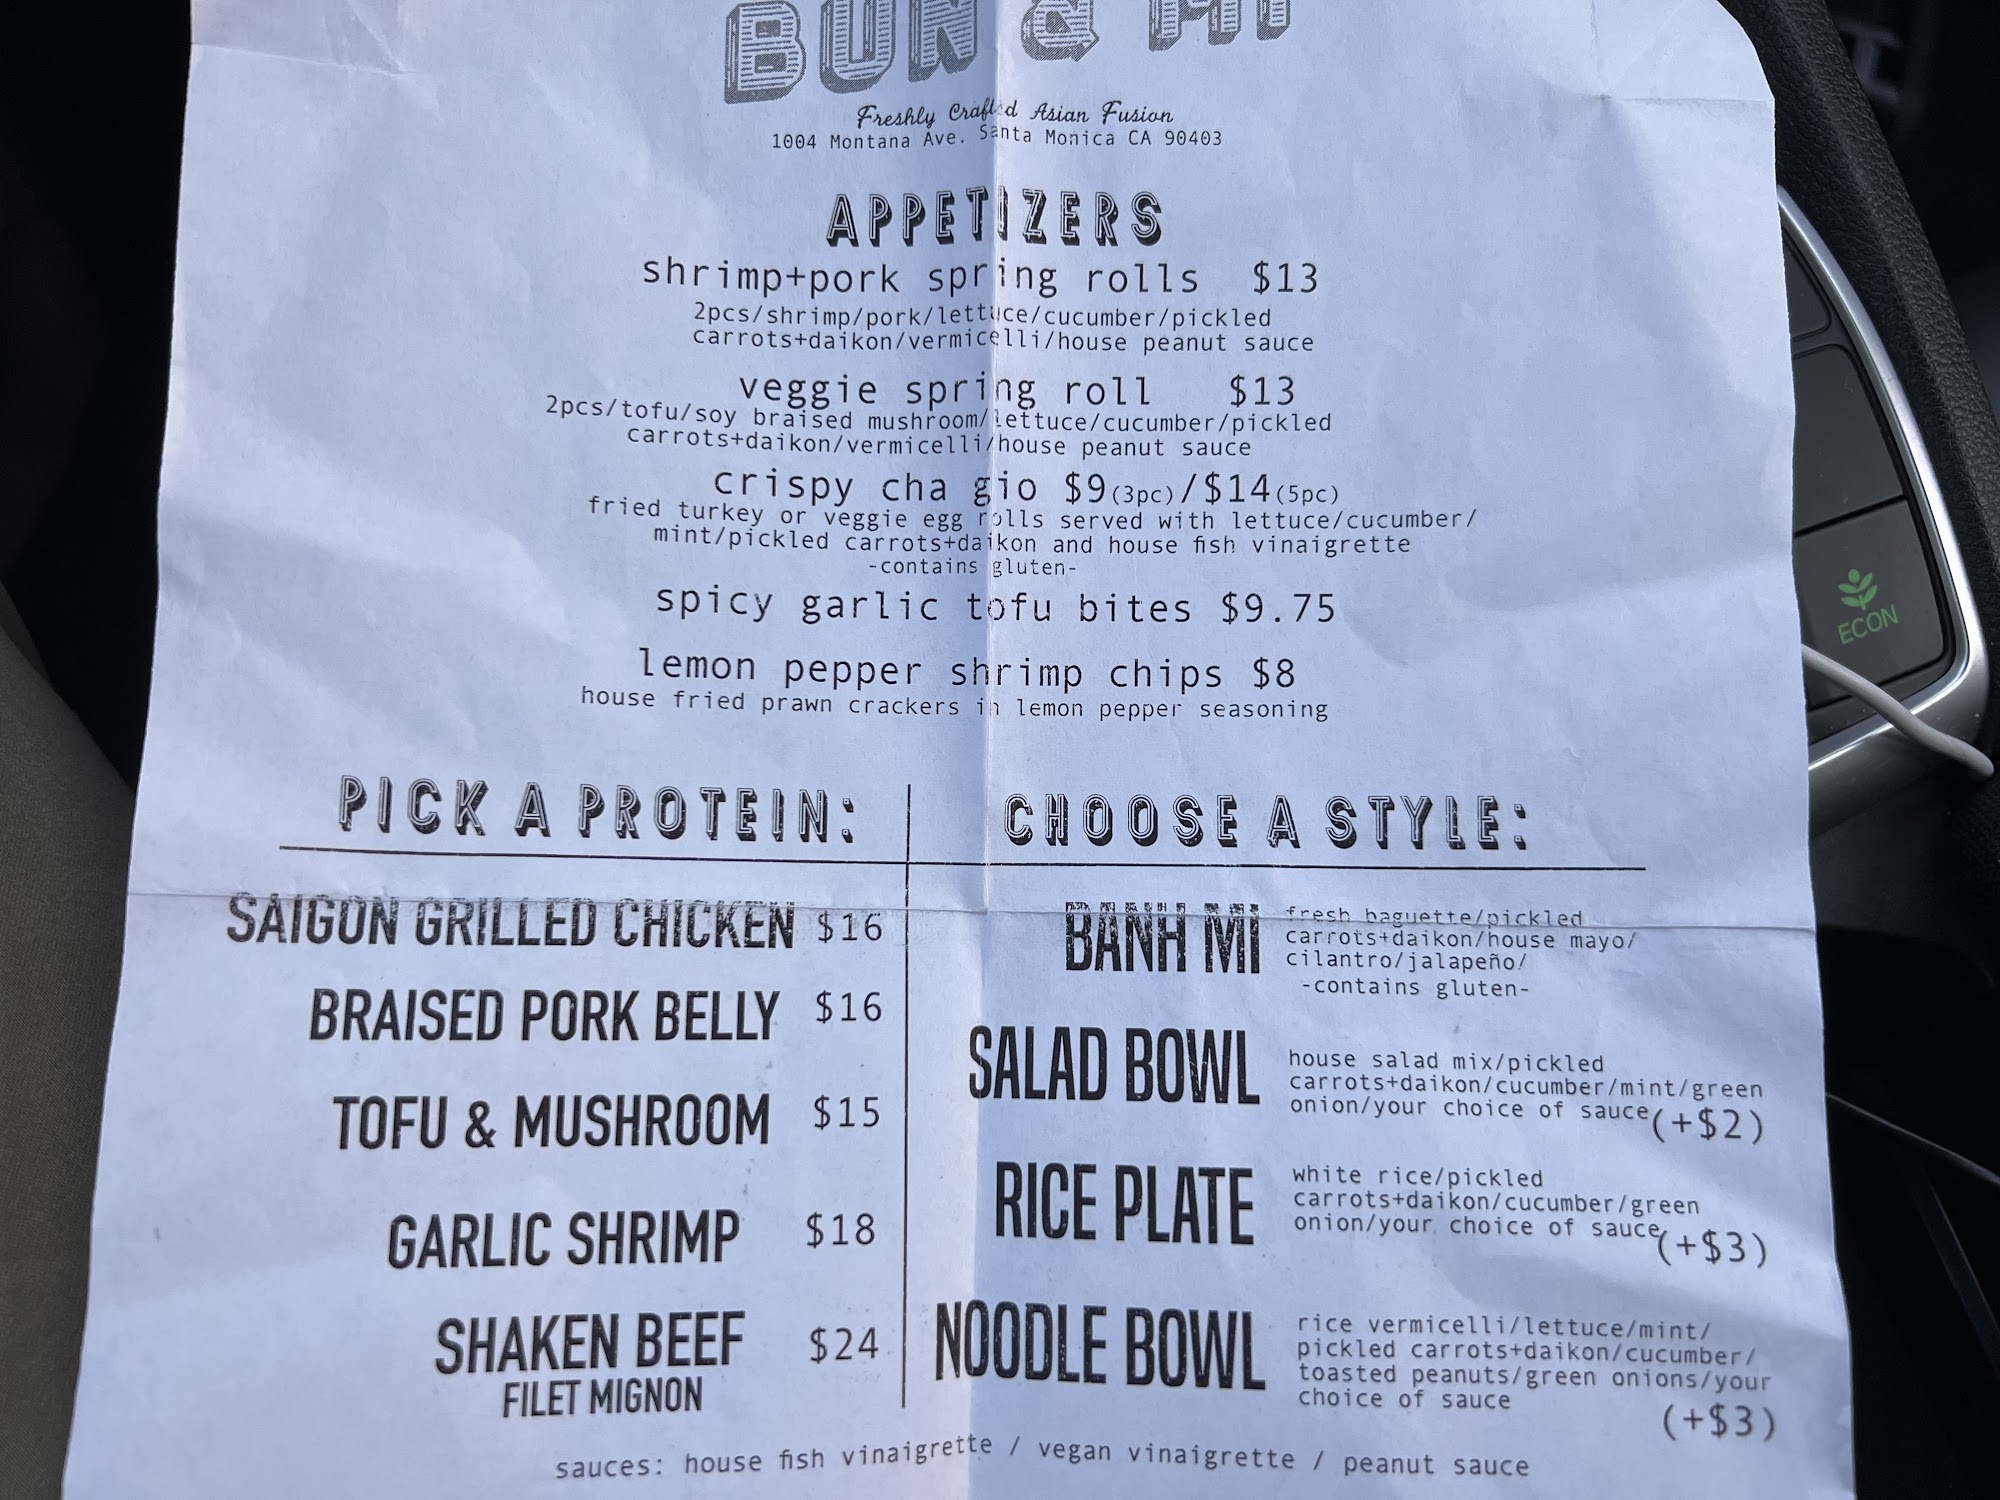 BUN & MI
Freshly Crafted Asian Fusion
1004 Montana Ave. Santa Monica CA 90403
APPETIZERS
shrimp+pork spring rolls $13
2pcs/shrimp/pork/lettuce/cucumber/pickled
carrots+daikon/vermicelli/house peanut sauce
veggie spring roll $13
2pcs/tofu/soy braised mushroom/lettuce/cucumber/pickled
carrots+daikon/vermicelli/house peanut sauce
crispy cha gio $9(3pc)/$14(5pc)
fried turkey or veggie egg rolls served with lettuce/cucumber/
mint/pickled carrots+daikon and house fish vinaigrette
-contains gluten-
spicy garlic tofu bites $9.75
lemon pepper shrimp chips $8
house fried prawn crackers in lemon pepper seasoning
PICK A PROTEIN:
SAIGON GRILLED CHICKEN $16
BRAISED PORK BELLY $16
TOFU & MUSHROOM $15
GARLIC SHRIMP $18
SHAKEN BEEF $24
FILET MIGNON
CHOOSE A STYLE:
BANH MI
fresh baguette/pickled
carrots+daikon/house mayo/
cilantro/jalapeño/
-contains gluten-
SALAD BOWL
house salad mix/pickled
carrots+daikon/cucumber/mint/green
onion/your choice of sauce (+$2)
RICE PLATE
white rice/pickled
carrots+daikon/cucumber/green
onion/your choice of sauce (+$3)
NOODLE BOWL
rice vermicelli/lettuce/mint/
pickled carrots+daikon/cucumber/
toasted peanuts/green onions/your
choice of sauce
(+$3)
sauces: house fish vinaigrette / vegan vinaigrette / peanut sauce
ECON